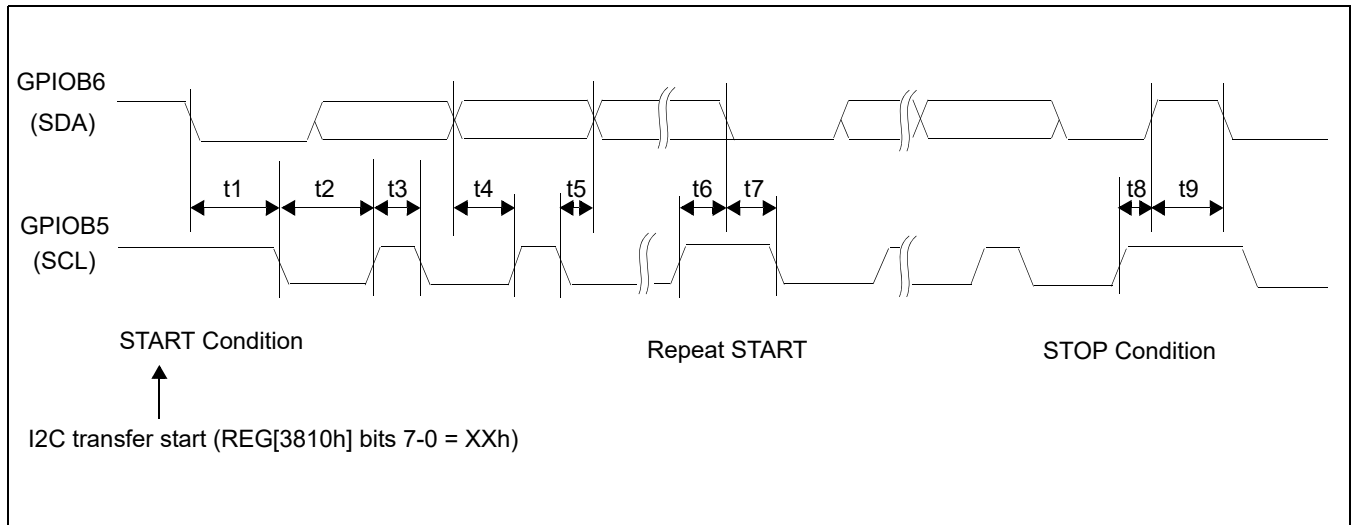 GPIOB6
(SDA)
t1 t2 t3 t4 t5 t6 t7 t8 t9
GPIOB5
(SCL)
START Condition
Repeat START
STOP Condition
I2C transfer start (REG[3810h] bits 7-0 = XXh)